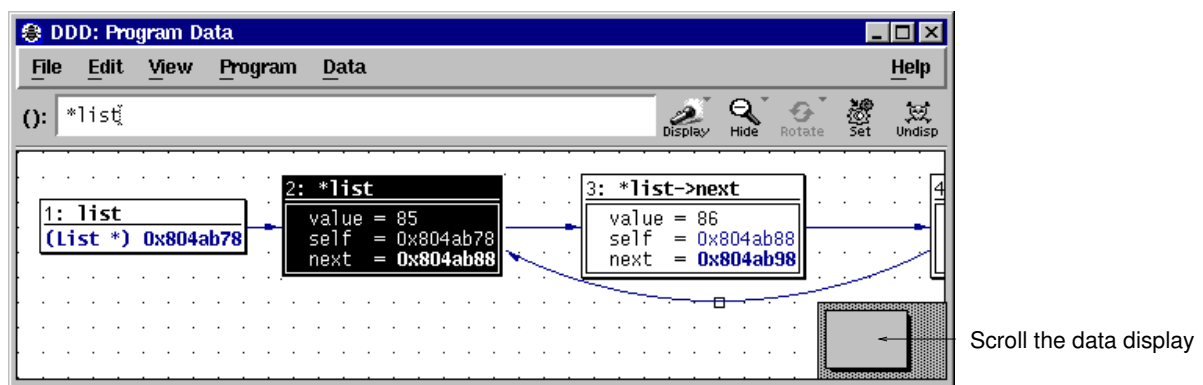 DDD: Program Data
File Edit View Program Data Help
(): *list
Display Hide Rotate Set Undisp
1: list
(List *) 0x804ab78
2: *list
value = 85
self = 0x804ab78
next = 0x804ab88
3: *list->next
value = 86
self = 0x804ab88
next = 0x804ab98
4
Scroll the data display